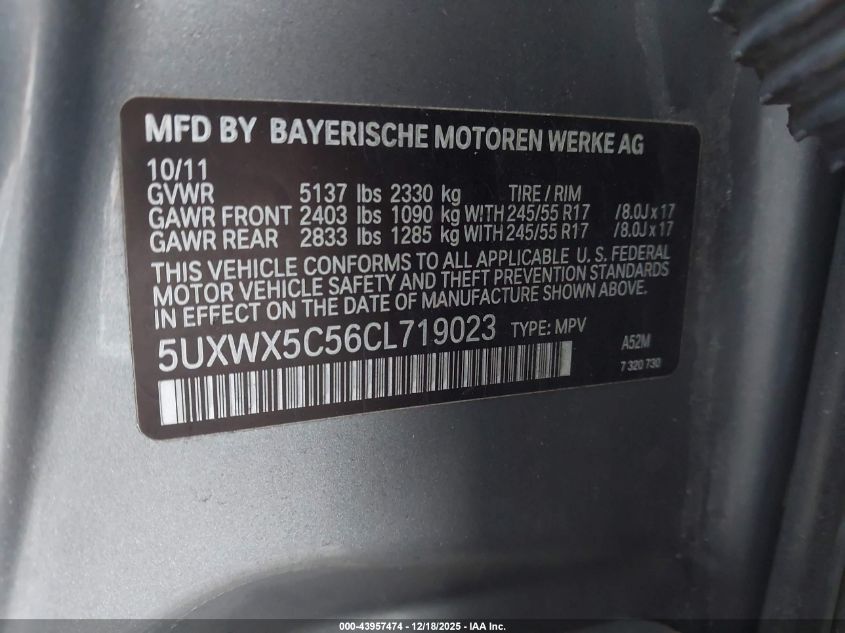 MFD BY BAYERISCHE MOTOREN WERKE AG
10/11
GVWR 5137 lbs 2330 kg TIRE / RIM
GAWR FRONT 2403 lbs 1090 kg WITH 245/55 R17 /8.0J x 17
GAWR REAR 2833 lbs 1285 kg WITH 245/55 R17 /8.0J x 17
THIS VEHICLE CONFORMS TO ALL APPLICABLE U. S. FEDERAL
MOTOR VEHICLE SAFETY AND THEFT PREVENTION STANDARDS
IN EFFECT ON THE DATE OF MANUFACTURE SHOWN ABOVE.
5UXWX5C56CL719023 TYPE: MPV A52M
7 320 730
000-43957474 / 12/18/2025 - IAA Inc.